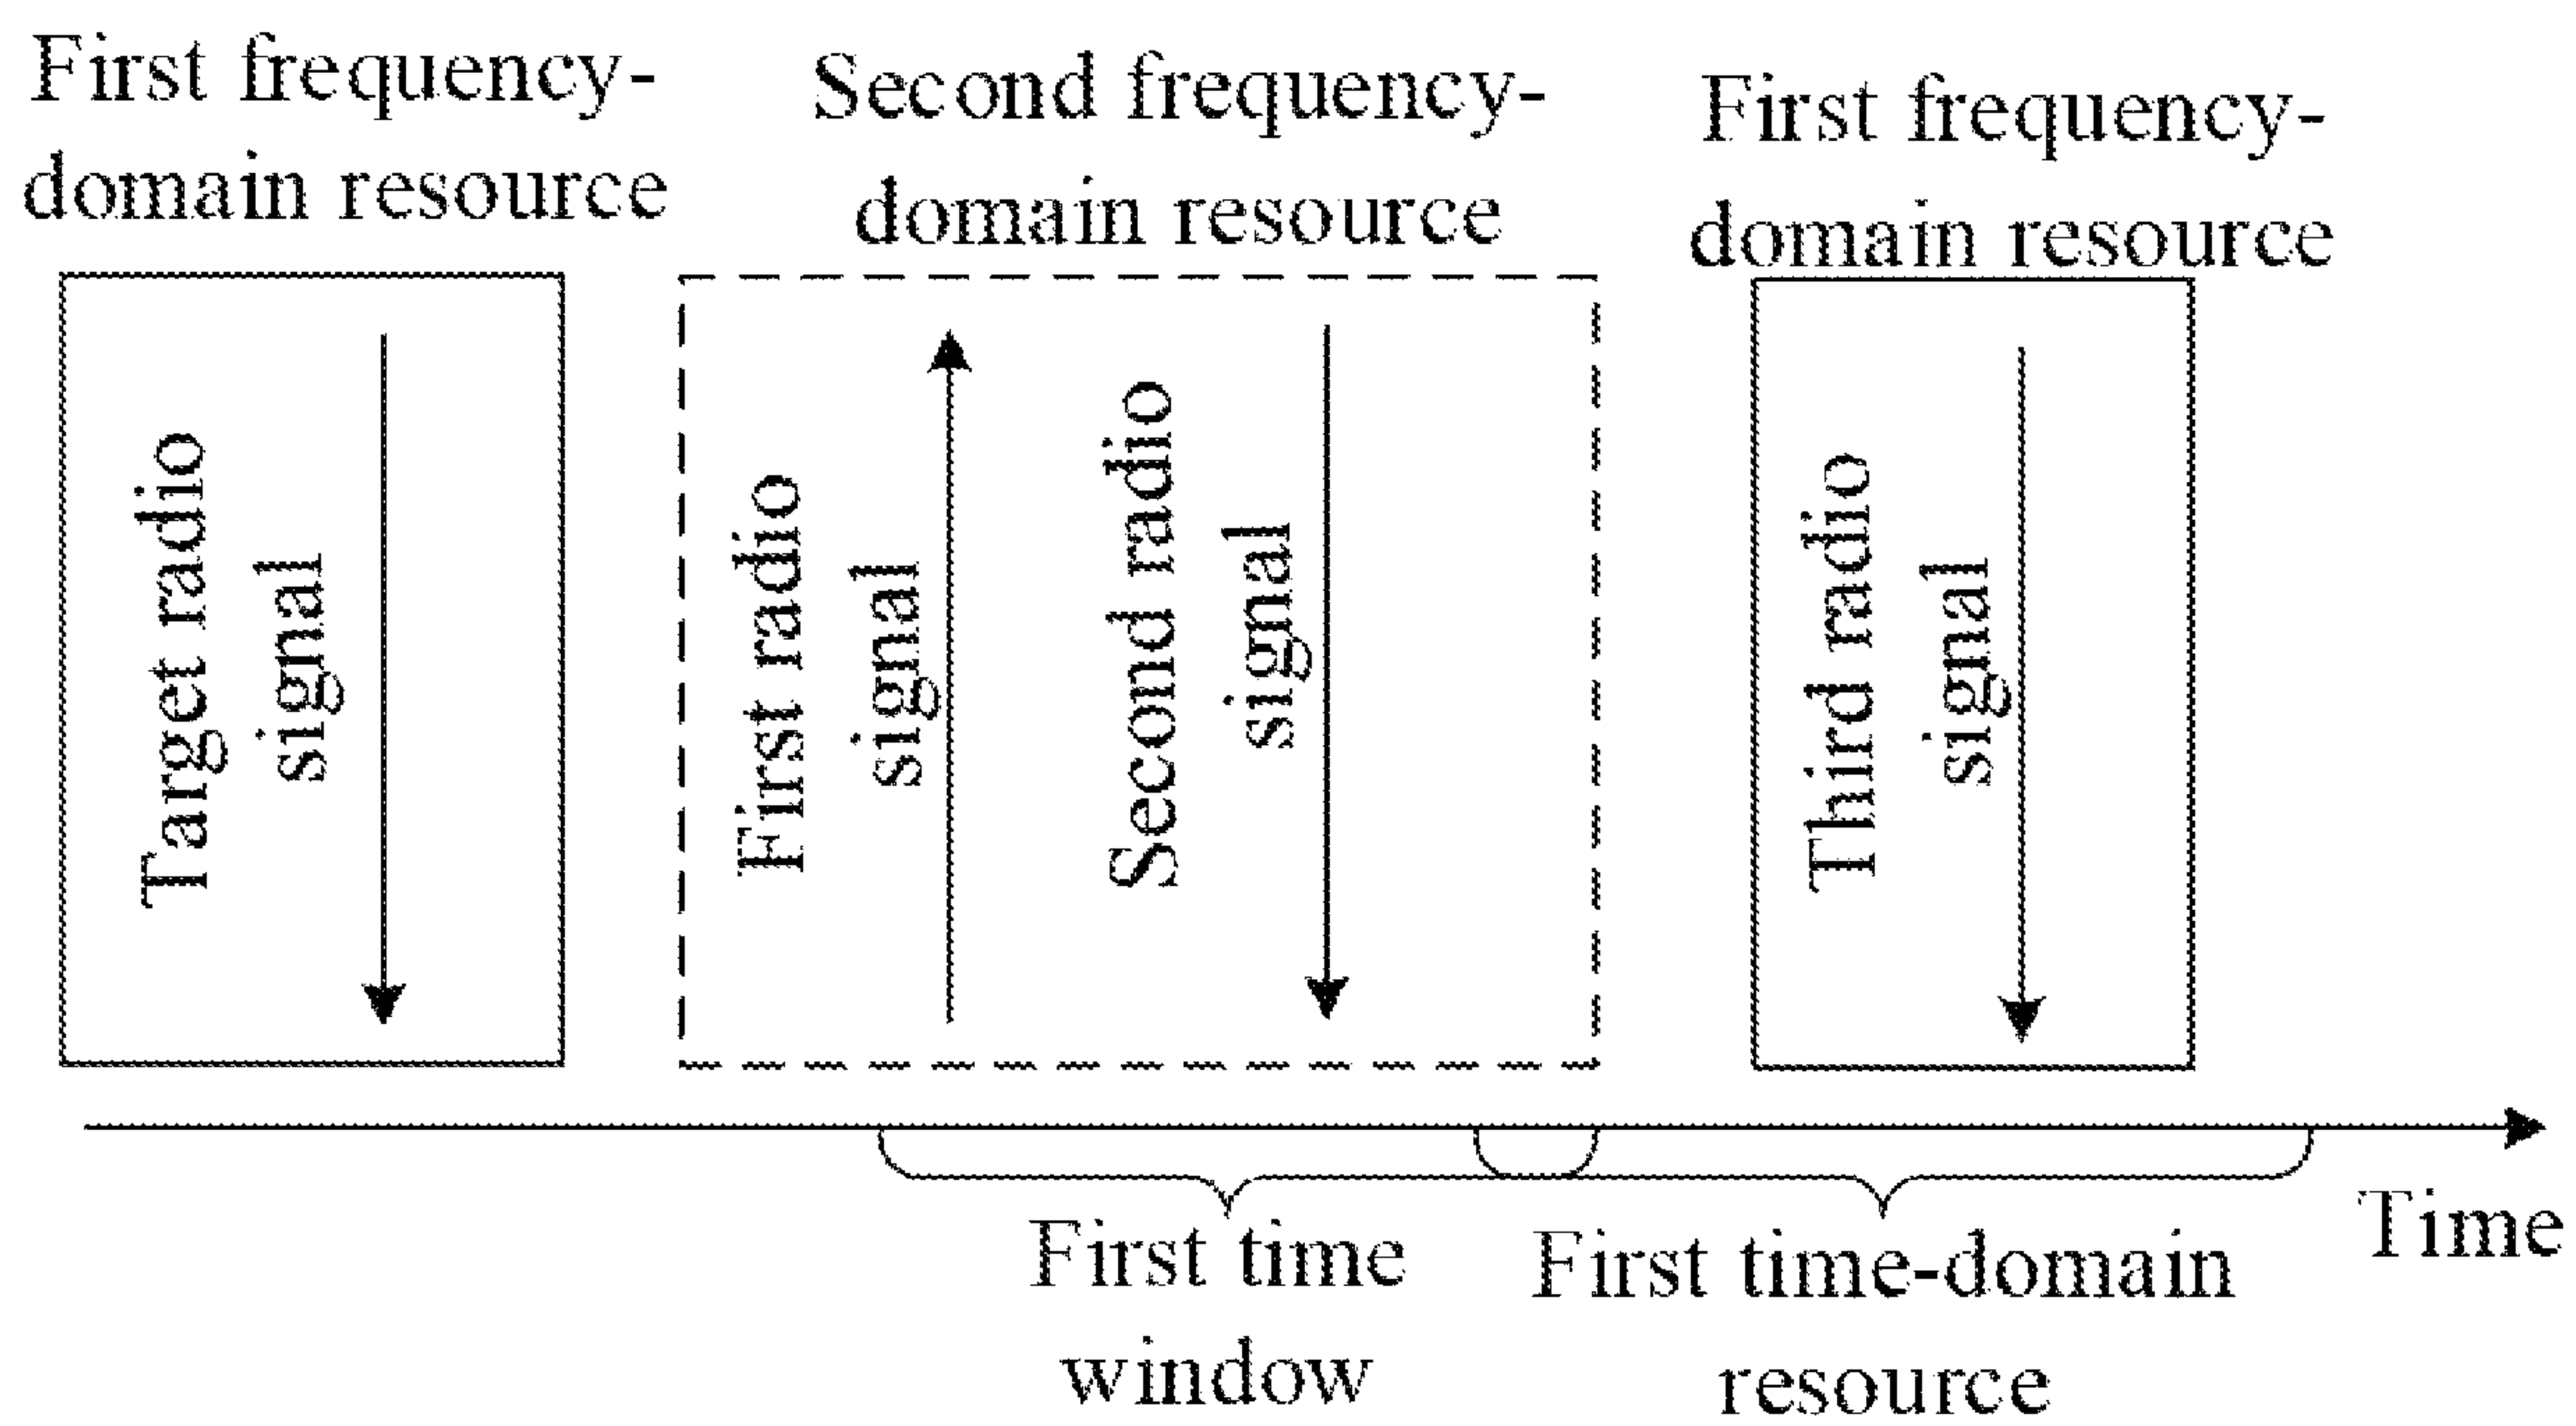 First frequency-
domain resource
Second frequency-
domain resource
First frequency-
domain resource
Target radio
signal
First radio
signal
Second radio
signal
Third radio
signal
First time
window
First time-domain
resource
Time